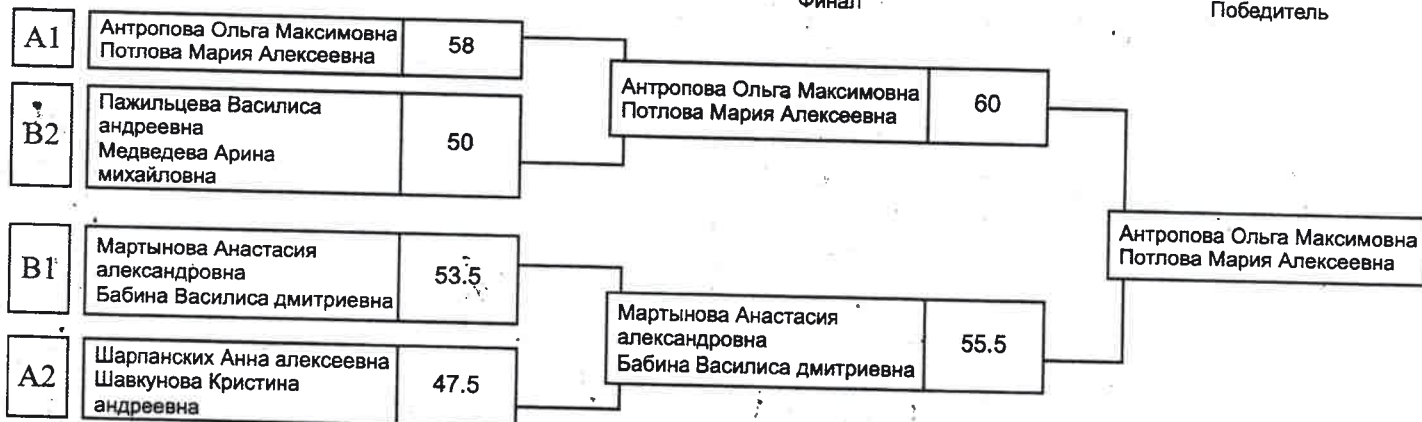 Финал
Победитель
A1
Антропова Ольга Максимовна
Потлова Мария Алексеевна
58
B2
Пажильцева Василиса
андреевна
Медведева Арина
михайловна
50
Антропова Ольга Максимовна
Потлова Мария Алексеевна
60
B1
Мартынова Анастасия
александровна
Бабина Василиса дмитриевна
53.5
A2
Шарпанских Анна алексеевна
Шавкунова Кристина
андреевна
47.5
Мартынова Анастасия
александровна
Бабина Василиса дмитриевна
55.5
Антропова Ольга Максимовна
Потлова Мария Алексеевна